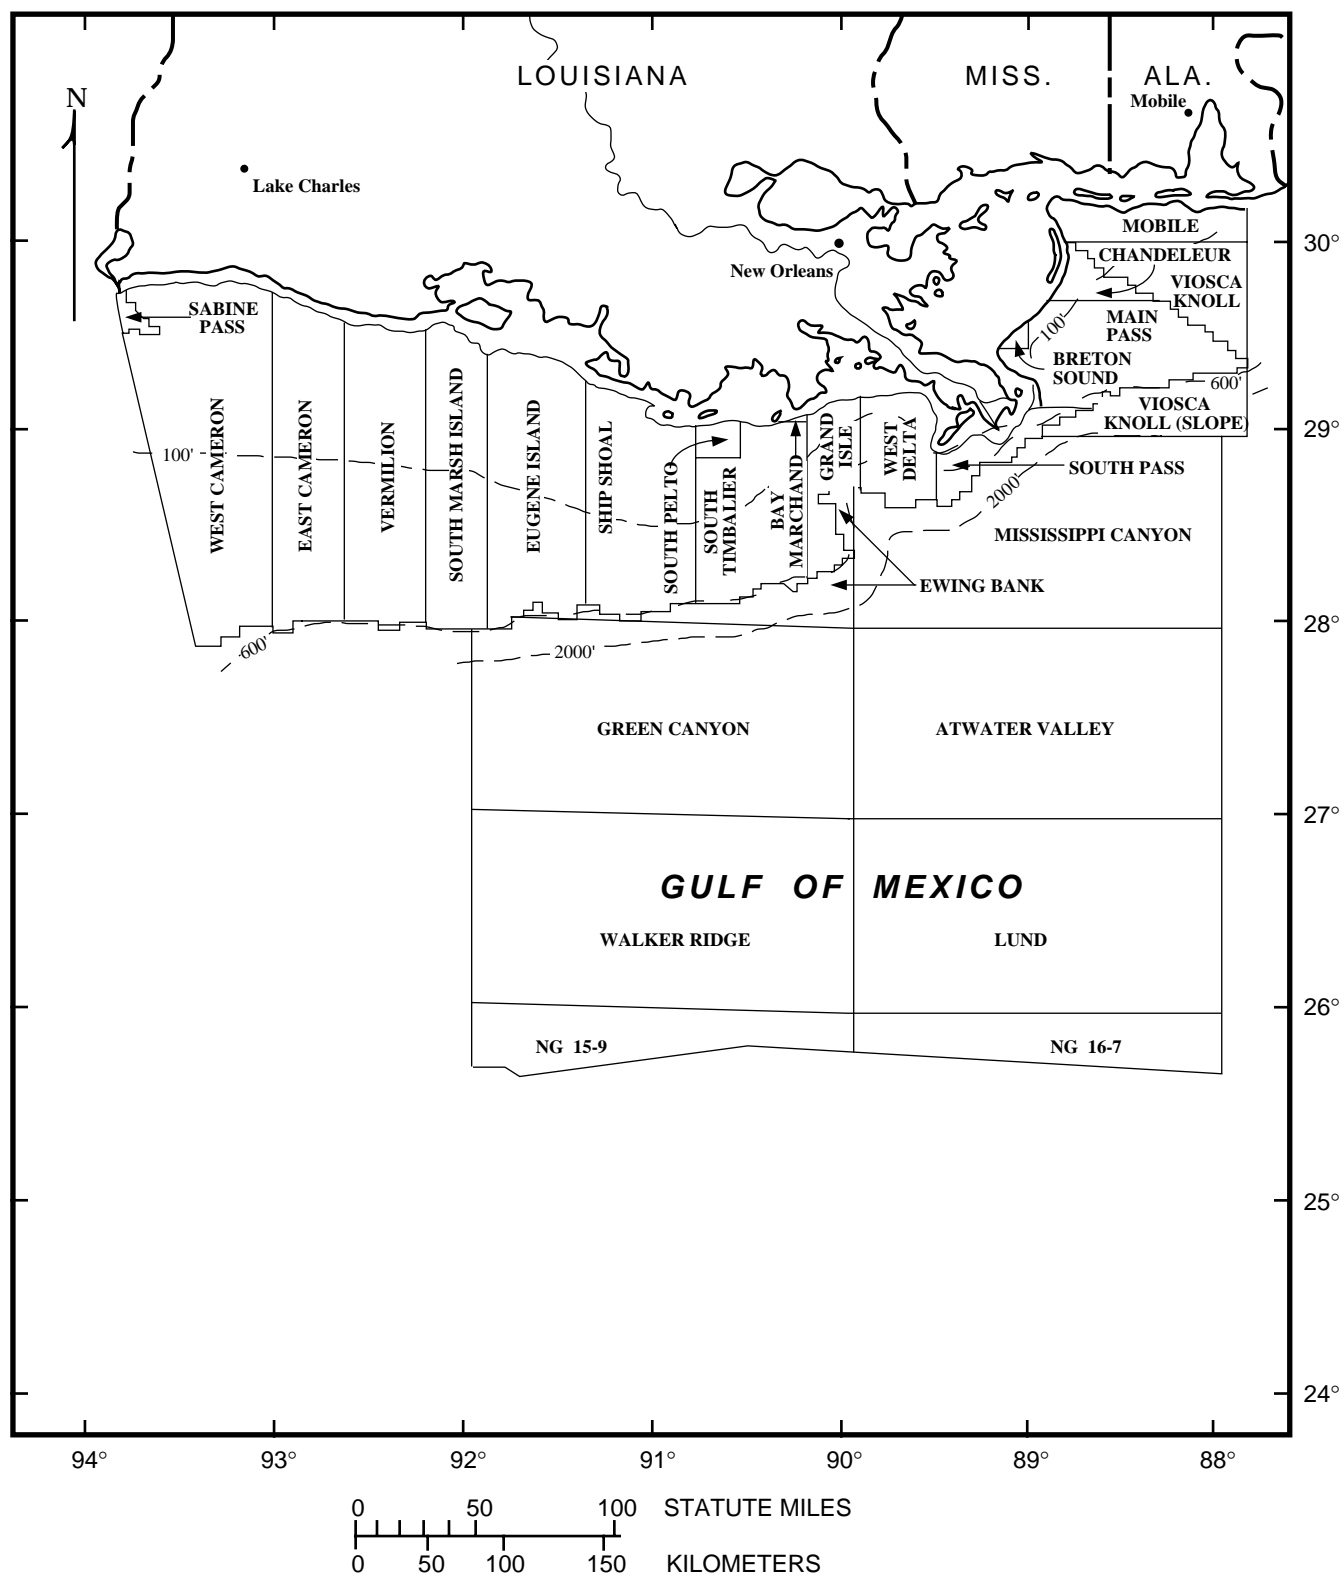 LOUISIANA
MISS.
ALA.
Mobile
N
Lake Charles
New Orleans
MOBILE
CHANDELEUR
VIOSCA
KNOLL
MAIN
PASS
100'
BRETON
SOUND
600'
VIOSCA
KNOLL (SLOPE)
SABINE
PASS
100'
WEST CAMERON
EAST CAMERON
VERMILION
SOUTH MARSH ISLAND
EUGENE ISLAND
SHIP SHOAL
SOUTH PELTO
SOUTH
TIMBALIER
BAY
MARCHAND
GRAND
ISLE
WEST
DELTA
SOUTH PASS
2000'
MISSISSIPPI CANYON
EWING BANK
600'
2000'
GREEN CANYON
ATWATER VALLEY
GULF OF MEXICO
WALKER RIDGE
LUND
NG 15-9
NG 16-7
30°
29°
28°
27°
26°
25°
24°
94°
93°
92°
91°
90°
89°
88°
0 50 100 STATUTE MILES
0 50 100 150 KILOMETERS